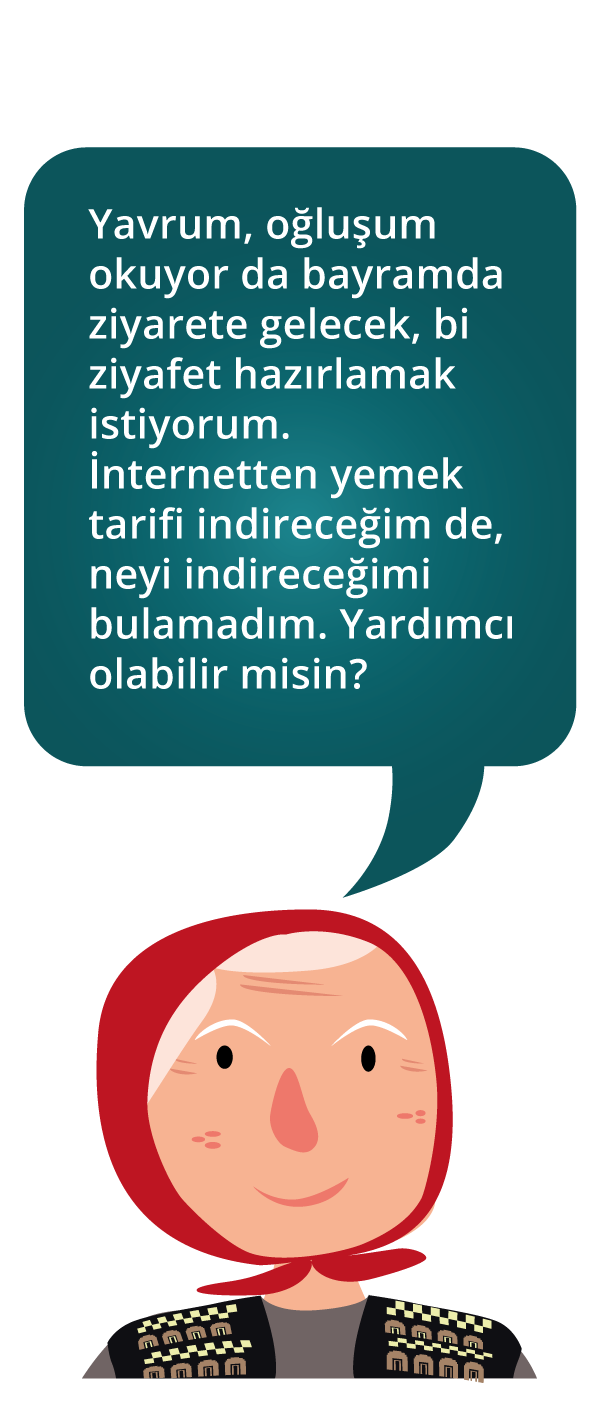 Yavrum, oğluşum
okuyor da bayramda
ziyarete gelecek, bi
ziyafet hazırlamak
istiyorum.
İnternetten yemek
tarifi indireceğim de,
neyi indireceğimi
bulamadım. Yardımcı
olabilir misin?